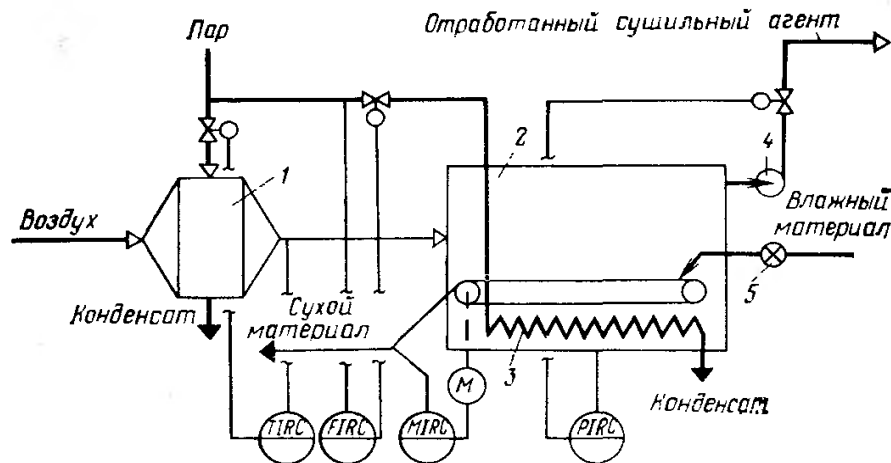 Пар
Отработанный сушильный агент
1
2
4
Воздух
Влажный
материал
5
Конденсат
Сухой
материал
3
М
Конденсат
TIRC
FIRC
MIRC
PIRC